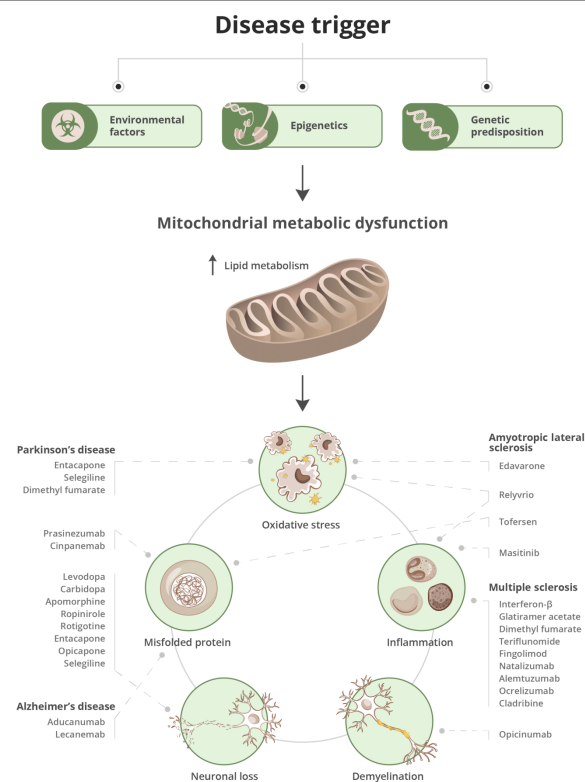 Disease trigger
Environmental
factors
Epigenetics
Genetic
predisposition
Mitochondrial metabolic dysfunction
Lipid metabolism
Parkinson's disease
Entacapone
Selegiline
Dimethyl fumarate
Prasinezumab
Cinpanemab
Levodopa
Carbidopa
Apomorphine
Ropinirole
Rotigotine
Entacapone
Opicapone
Selegiline
Alzheimer's disease
Aducanumab
Lecanemab
Oxidative stress
Misfolded protein
Inflammation
Neuronal loss
Demyelination
Amyotropic lateral
sclerosis
Edavarone
Relyvrio
Tofersen
Masitinib
Multiple sclerosis
Interferon-β
Glatiramer acetate
Dimethyl fumarate
Teriflunomide
Fingolimod
Natalizumab
Alemtuzumab
Ocrelizumab
Cladribine
Opicinumab